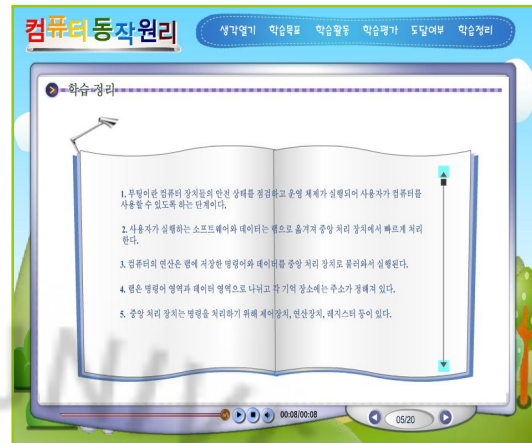 컴퓨터동작원리
생각열기 학습목표 학습활동 학습평가 도달여부 학습정리
학습 정리
1. 부팅이란 컴퓨터 장치들의 안전 상태를 점검하고 운영 체제가 실행되어 사용자가 컴퓨터를
사용할 수 있도록 하는 단계이다.
2. 사용자가 실행하는 소프트웨어와 데이터는 램으로 옮겨져 중앙 처리 장치에서 빠르게 처리
한다.
3. 컴퓨터의 연산은 램에 저장한 명령어와 데이터를 중앙 처리 장치로 불러와서 실행된다.
4. 램은 명령어 영역과 데이터 영역으로 나뉘고 각 기억 장소에는 주소가 정해져 있다.
5. 중앙 처리 장치는 명령을 처리하기 위해 제어장치, 연산장치, 레지스터 등이 있다.
00:08/00:08
05/20